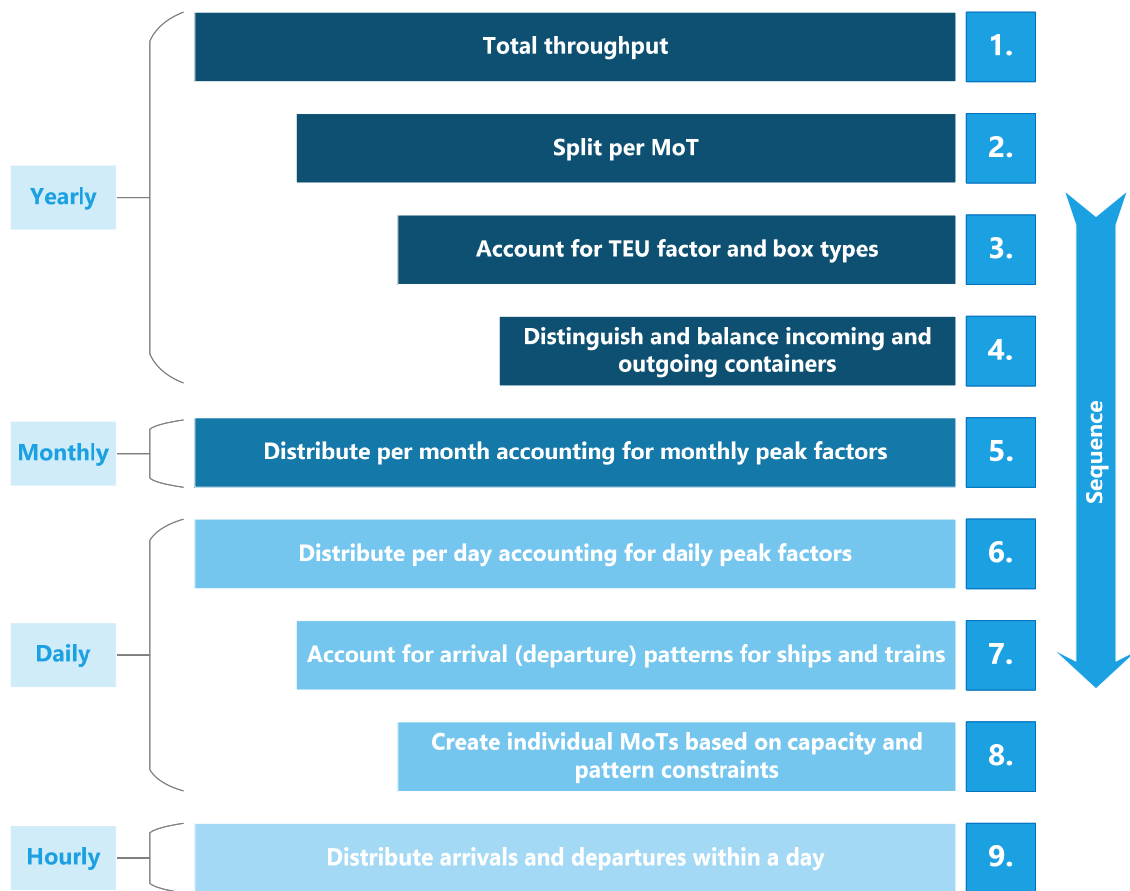 Total throughput
1.
Split per MoT
2.
Yearly
Account for TEU factor and box types
3.
Distinguish and balance incoming and
outgoing containers
4.
Monthly
Distribute per month accounting for monthly peak factors
5.
Sequence
Distribute per day accounting for daily peak factors
6.
Daily
Account for arrival (departure) patterns for ships and trains
7.
Create individual MoTs based on capacity and
pattern constraints
8.
Hourly
Distribute arrivals and departures within a day
9.